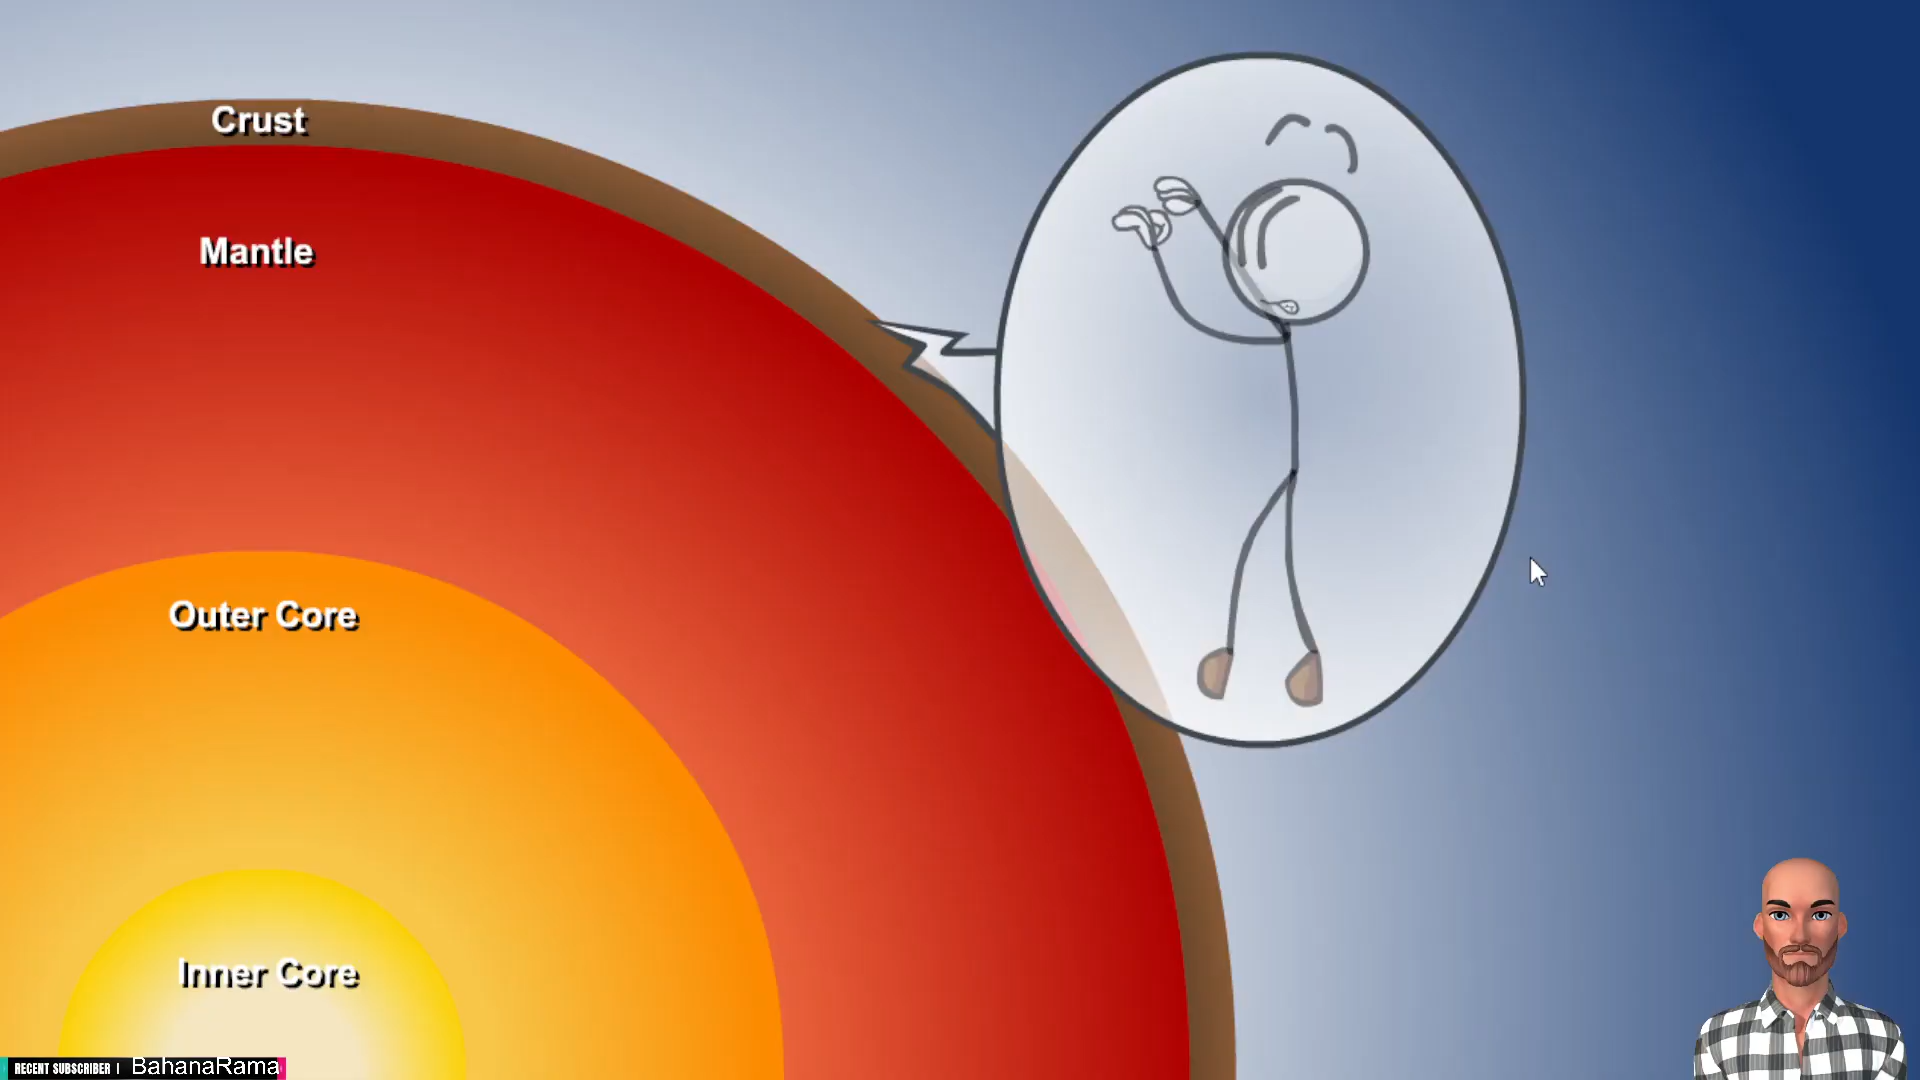 Crust
Mantle
Outer Core
Inner Core
RECENT SUBSCRIBER | BahanaRama